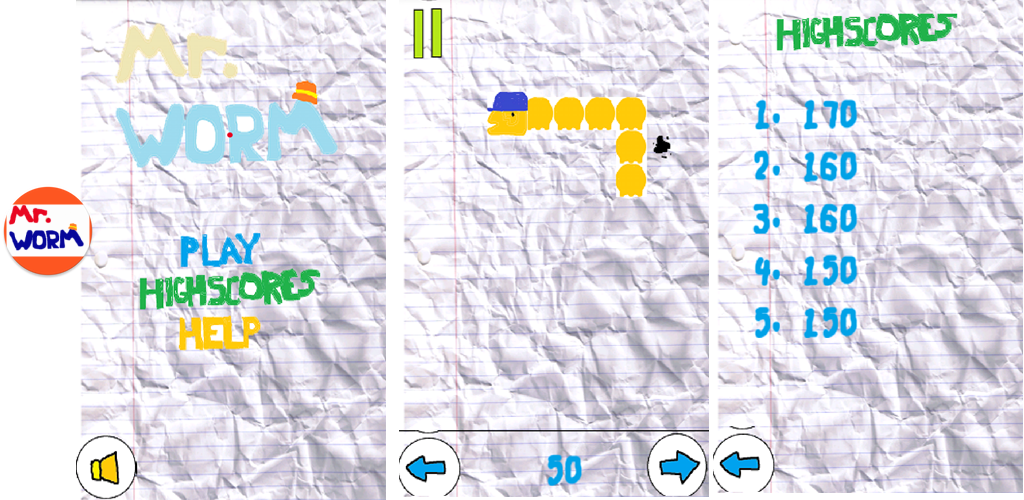 Mr.
WORM
Mr.
WORM
PLAY
HIGHSCORES
HELP
50
HIGHSCORES
1. 170
2. 160
3. 160
4. 150
5. 150